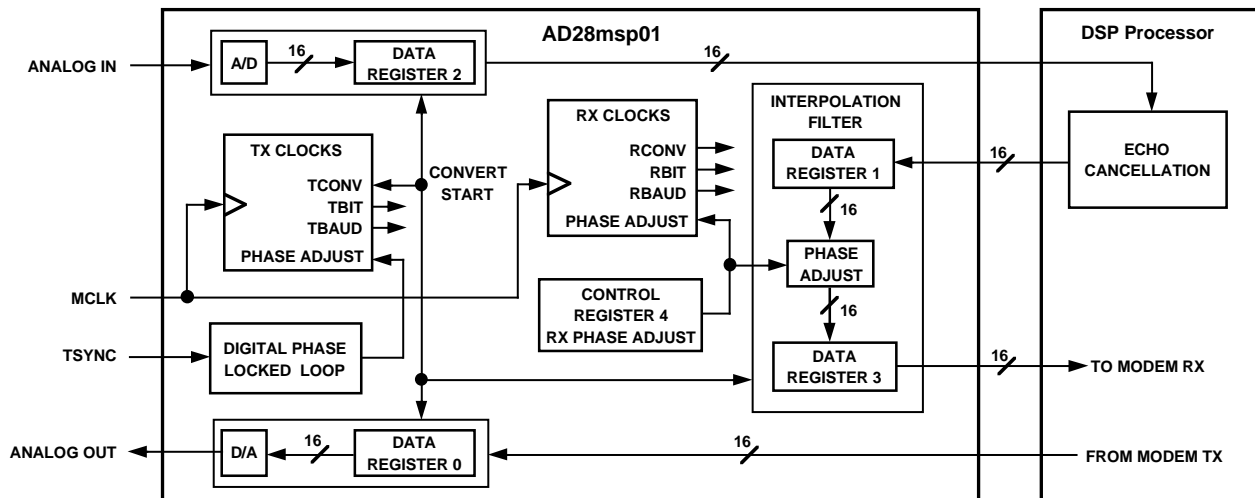 AD28msp01
DSP Processor
ANALOG IN
A/D
16
DATA
REGISTER 2
16
INTERPOLATION
FILTER
RX CLOCKS
RCONV
RBIT
RBAUD
PHASE ADJUST
TX CLOCKS
TCONV
TBIT
TBAUD
PHASE ADJUST
CONVERT
START
DATA
REGISTER 1
16
ECHO
CANCELLATION
16
PHASE
ADJUST
16
MCLK
CONTROL
REGISTER 4
RX PHASE ADJUST
TSYNC
DIGITAL PHASE
LOCKED LOOP
DATA
REGISTER 3
16
TO MODEM RX
ANALOG OUT
D/A
16
DATA
REGISTER 0
16
FROM MODEM TX